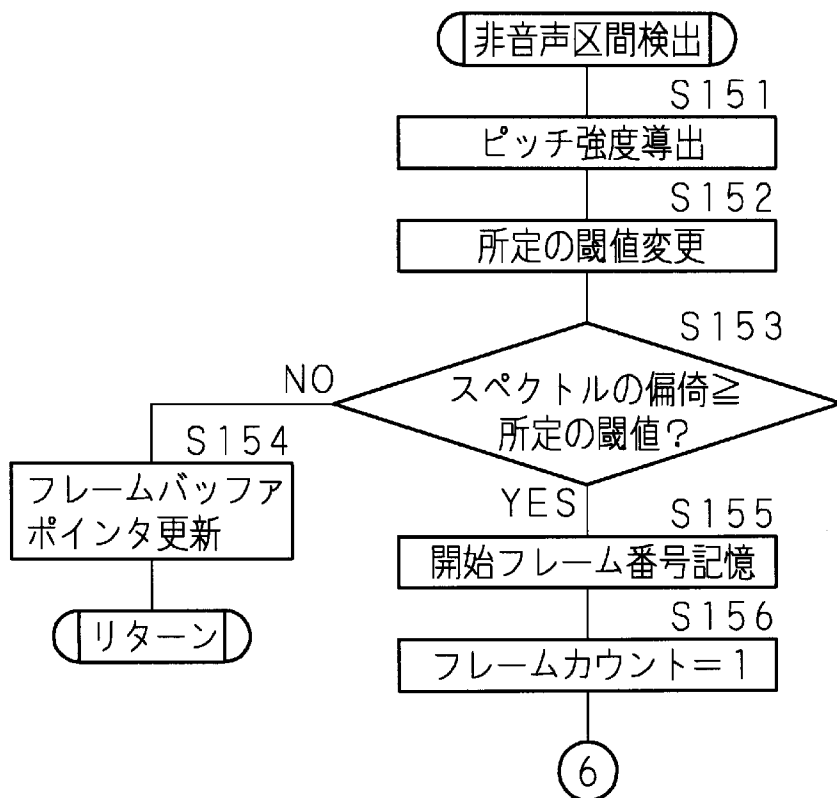 非音声区間検出
S151
ピッチ強度導出
S152
所定の閾値変更
S153
スペクトルの偏倚≧
所定の閾値?
NO
S154
フレームバッファ
ポインタ更新
リターン
YES
S155
開始フレーム番号記憶
S156
フレームカウント=1
6